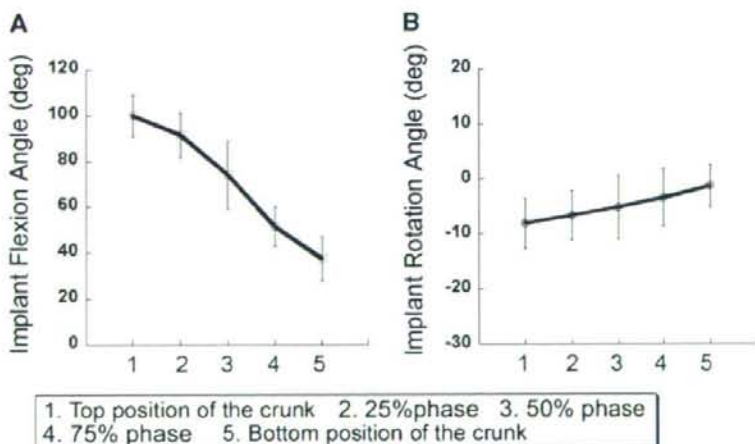 A
B
Implant Flexion Angle (deg)
120
100
80
60
40
20
0
1 2 3 4 5
Implant Rotation Angle (deg)
20
10
0
-10
-20
-30
1 2 3 4 5
1. Top position of the crunk 2. 25%phase 3. 50% phase
4. 75% phase 5. Bottom position of the crunk